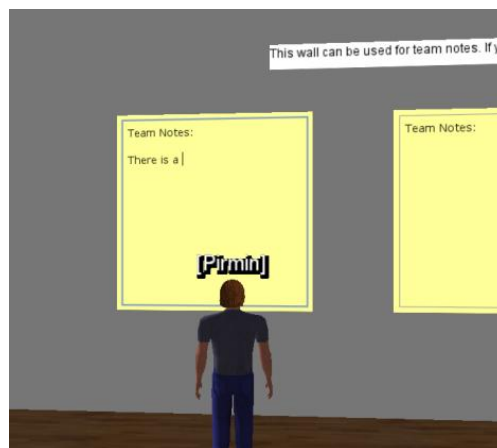 This wall can be used for team notes. If
Team Notes:
There is a
Team Notes:
[Pirmin]